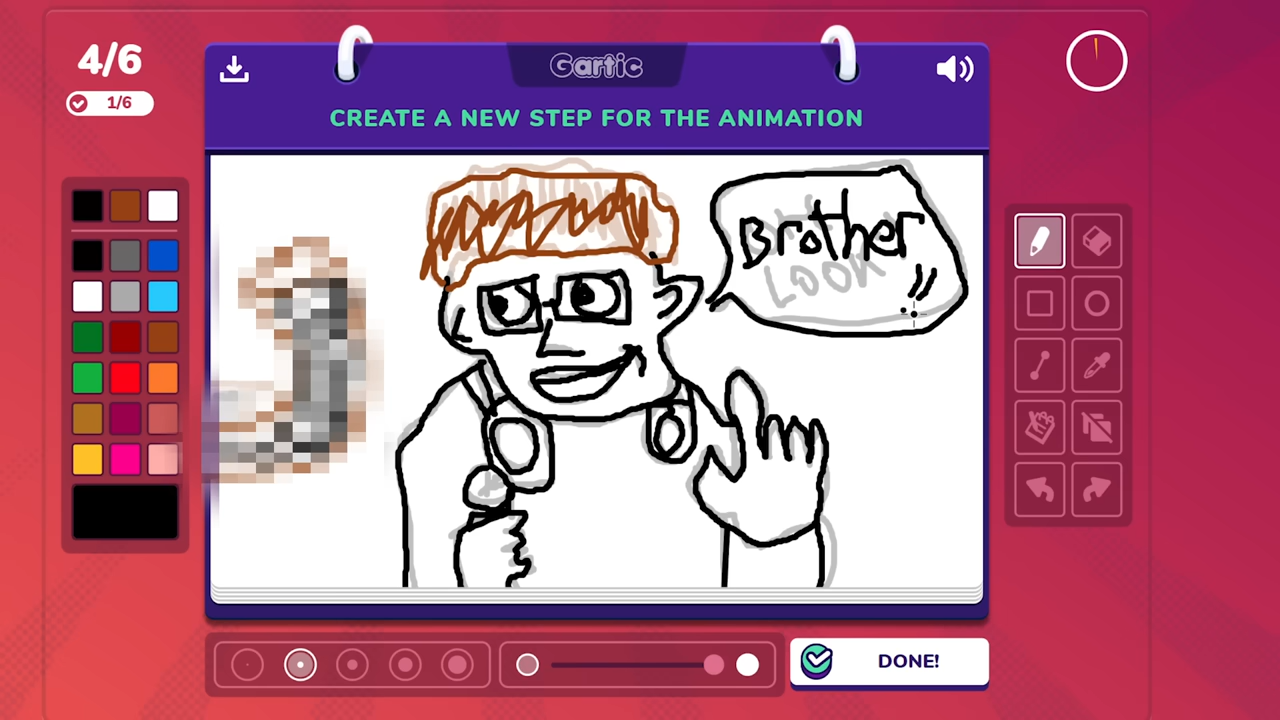 4/6
1/6
Gartic
CREATE A NEW STEP FOR THE ANIMATION
Brother
LOOK
DONE!